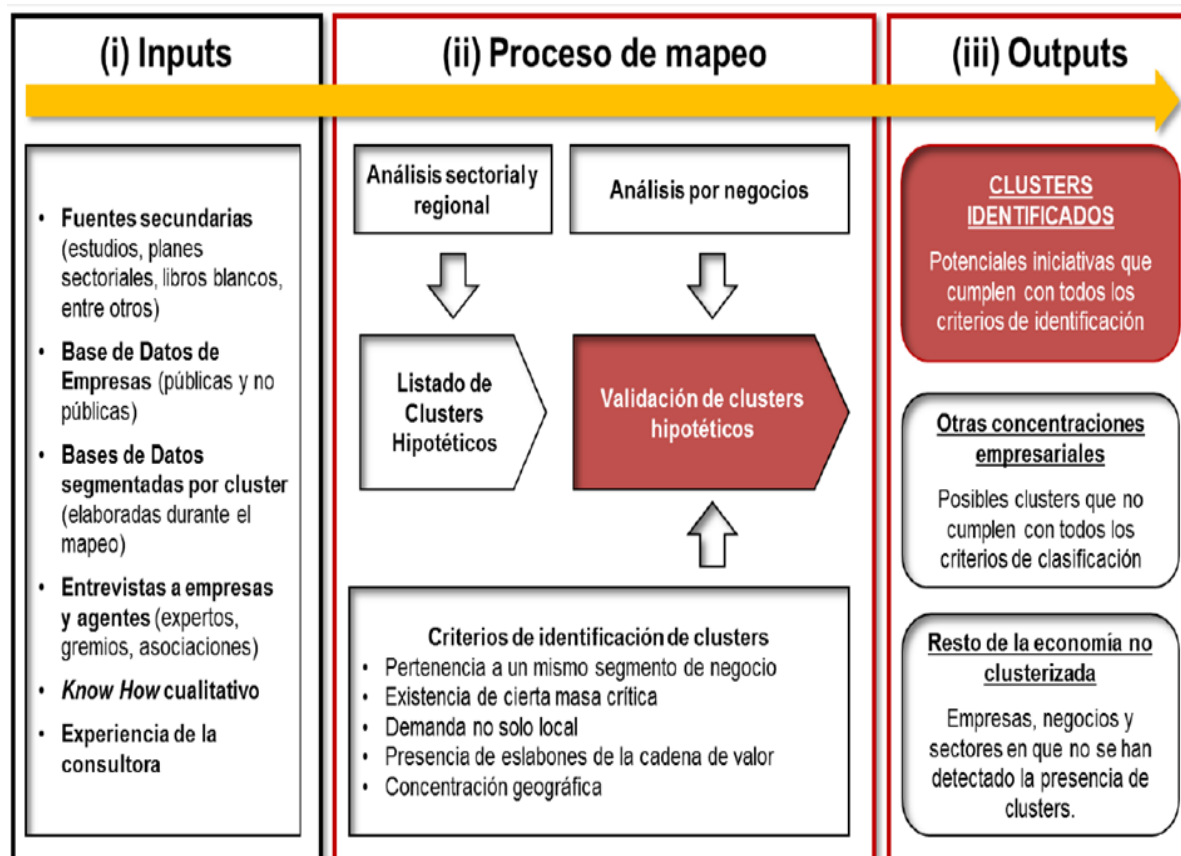 (i) Inputs
• Fuentes secundarias
(estudios, planes
sectoriales, libros blancos,
entre otros)
• Base de Datos de
Empresas (públicas y no
públicas)
• Bases de Datos
segmentadas por cluster
(elaboradas durante el
mapeo)
• Entrevistas a empresas
y agentes (expertos,
gremios, asociaciones)
• Know How cualitativo
• Experiencia de la
consultora
(ii) Proceso de mapeo
Análisis sectorial y
regional
Análisis por negocios
Listado de
Clusters
Hipotéticos
Validación de clusters
hipotéticos
Criterios de identificación de clusters
• Pertenencia a un mismo segmento de negocio
• Existencia de cierta masa crítica
• Demanda no solo local
• Presencia de eslabones de la cadena de valor
• Concentración geográfica
(iii) Outputs
CLUSTERS
IDENTIFICADOS
Potenciales iniciativas que
cumplen con todos los
criterios de identificación
Otras concentraciones
empresariales
Posibles clusters que no
cumplen con todos los
criterios de clasificación
Resto de la economía no
clusterizada
Empresas, negocios y
sectores en que no se han
detectado la presencia de
clusters.